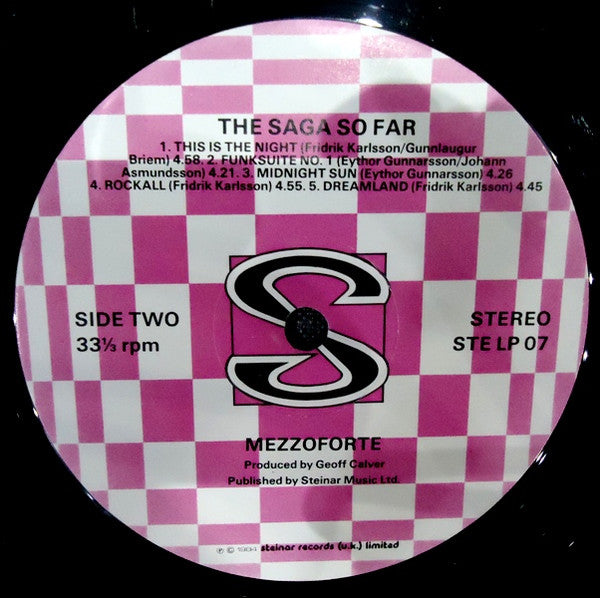 THE SAGA SO FAR
1. THIS IS THE NIGHT (Fridrik Karlsson/Gunnlaugur
Briem) 4.58. 2. FUNKSUITE NO. 1 (Eythor Gunnarsson/Johann
Asmundsson) 4.21. 3. MIDNIGHT SUN (Eythor Gunnarsson) 4.26
4. ROCKALL (Fridrik Karlsson) 4.55. 5. DREAMLAND (Fridrik Karlsson) 4.45
SIDE TWO
33⅓ rpm
STEREO
STE LP 07
S
MEZZOFORTE
Produced by Geoff Calver
Published by Steinar Music Ltd.
℗ © 1984 steinar records (u.k.) limited